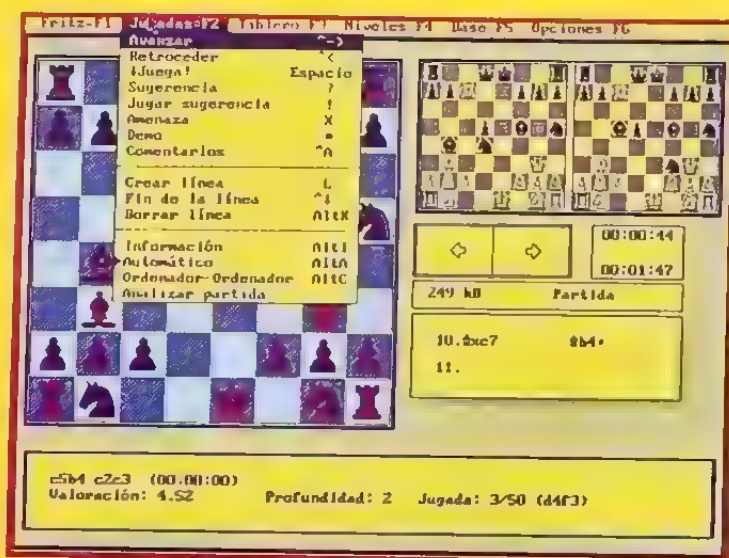 Fritz-F1 Jugadas-F2 Tablero F3 Niveles F4 Base F5 Opciones F6
Avanzar ^->
Retroceder ^<
¡Juega! Espacio
Sugerencia ?
Jugar sugerencia !
Amenaza X
Demo *
Comentarios ^A
Crear línea L
Fin de la línea ^↓
Borrar línea AltX
Información AltI
Automático AltA
Ordenador-Ordenador AltC
Analizar partida
00:00:44
00:01:47
249 kB Partida
10.♗xc7 ♗b4+
11.
c5b4 c2c3 (00.00:00)
Valoración: 4.52 Profundidad: 2 Jugada: 3/50 (d4f3)